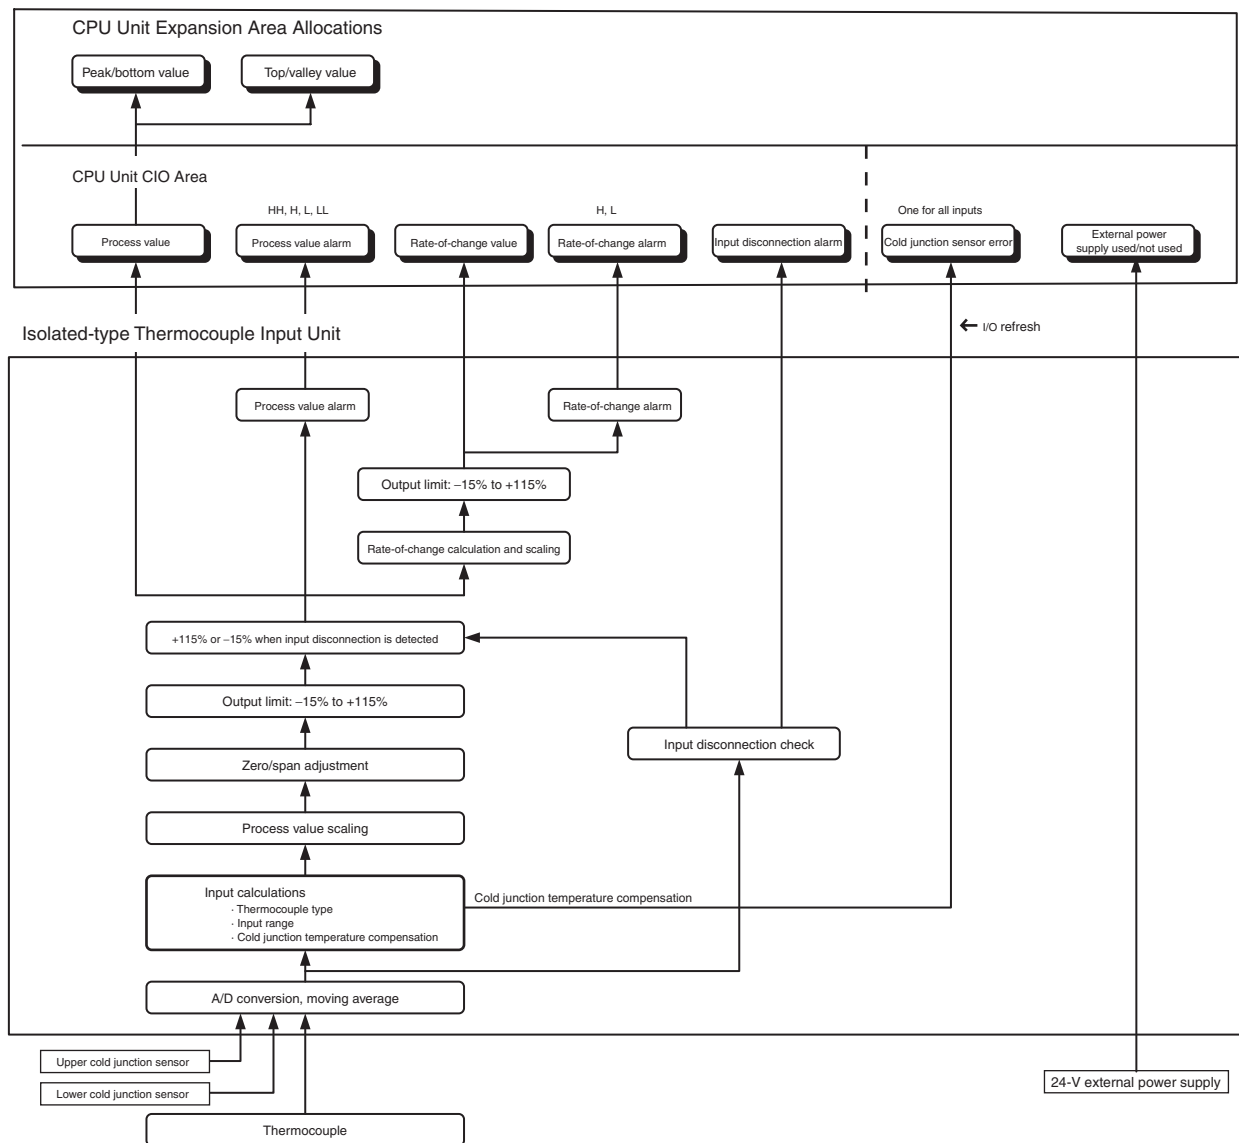 CPU Unit Expansion Area Allocations
Peak/bottom value
Top/valley value
CPU Unit CIO Area
HH, H, L, LL
H, L
One for all inputs
Process value
Process value alarm
Rate-of-change value
Rate-of-change alarm
Input disconnection alarm
Cold junction sensor error
External power
supply used/not used
Isolated-type Thermocouple Input Unit
I/O refresh
Process value alarm
Rate-of-change alarm
Output limit: −15% to +115%
Rate-of-change calculation and scaling
+115% or −15% when input disconnection is detected
Output limit: −15% to +115%
Input disconnection check
Zero/span adjustment
Process value scaling
Input calculations
· Thermocouple type
· Input range
· Cold junction temperature compensation
Cold junction temperature compensation
A/D conversion, moving average
Upper cold junction sensor
Lower cold junction sensor
24-V external power supply
Thermocouple